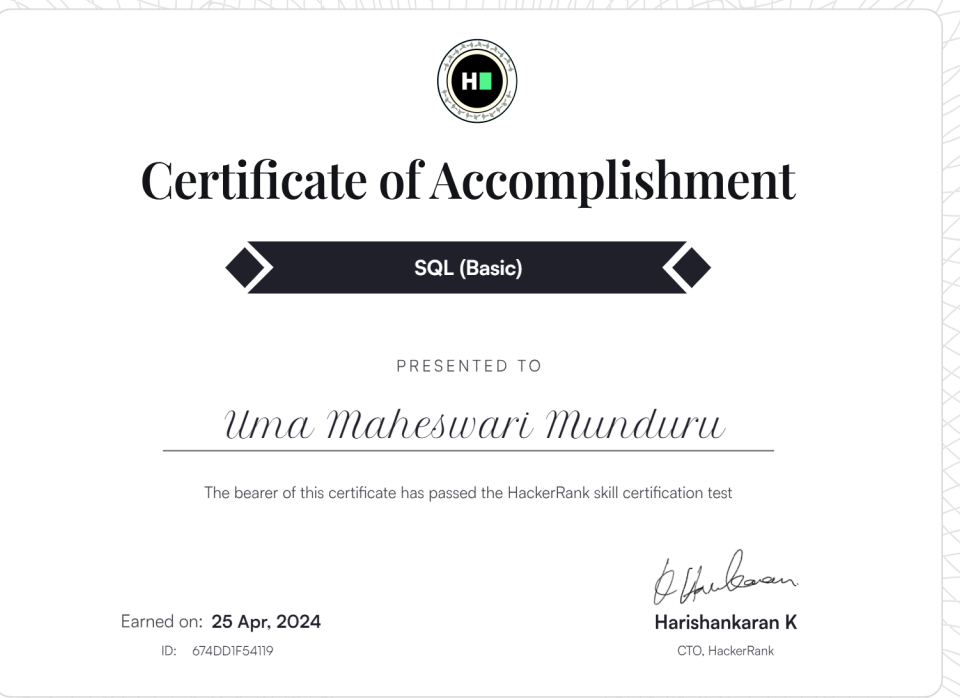 H
Certificate of Accomplishment
SQL (Basic)
PRESENTED TO
Uma Maheswari Munduru
The bearer of this certificate has passed the HackerRank skill certification test
Earned on: 25 Apr, 2024
ID: 674DD1F54119
Harishankaran K
CTO, HackerRank